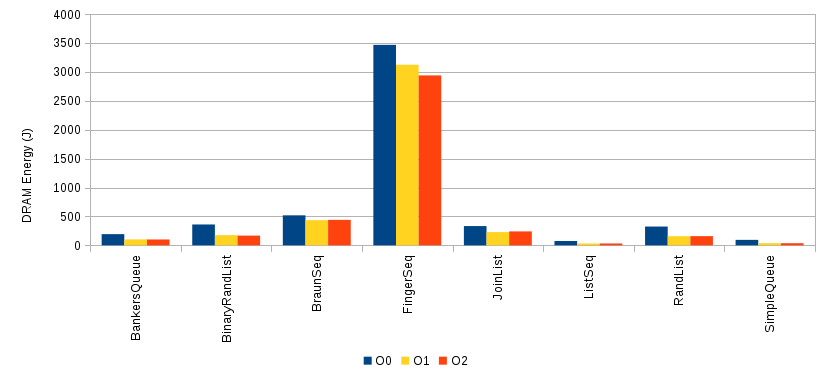 4000
3500
3000
2500
2000
1500
1000
500
0
DRAM Energy (J)
BankersQueue
BinaryRandList
BraunSeq
FingerSeq
JoinList
ListSeq
RandList
SimpleQueue
O0 O1 O2